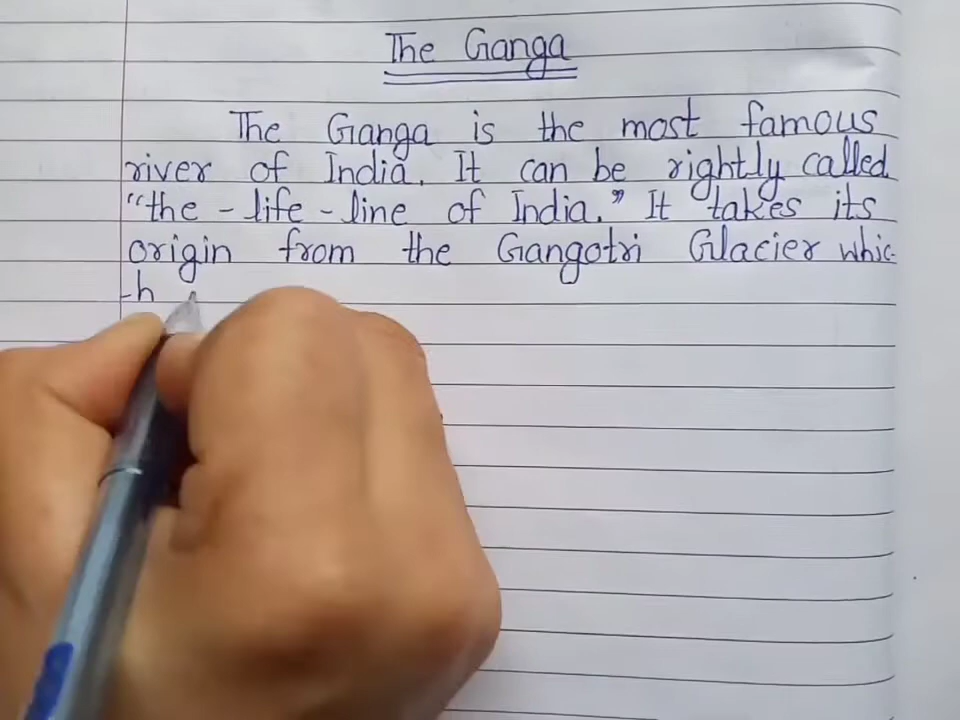 The Ganga
The Ganga is the most famous
river of India. It can be rightly called
"the - life - line of India." It takes its
origin from the Gangotri Glacier whic-
-h